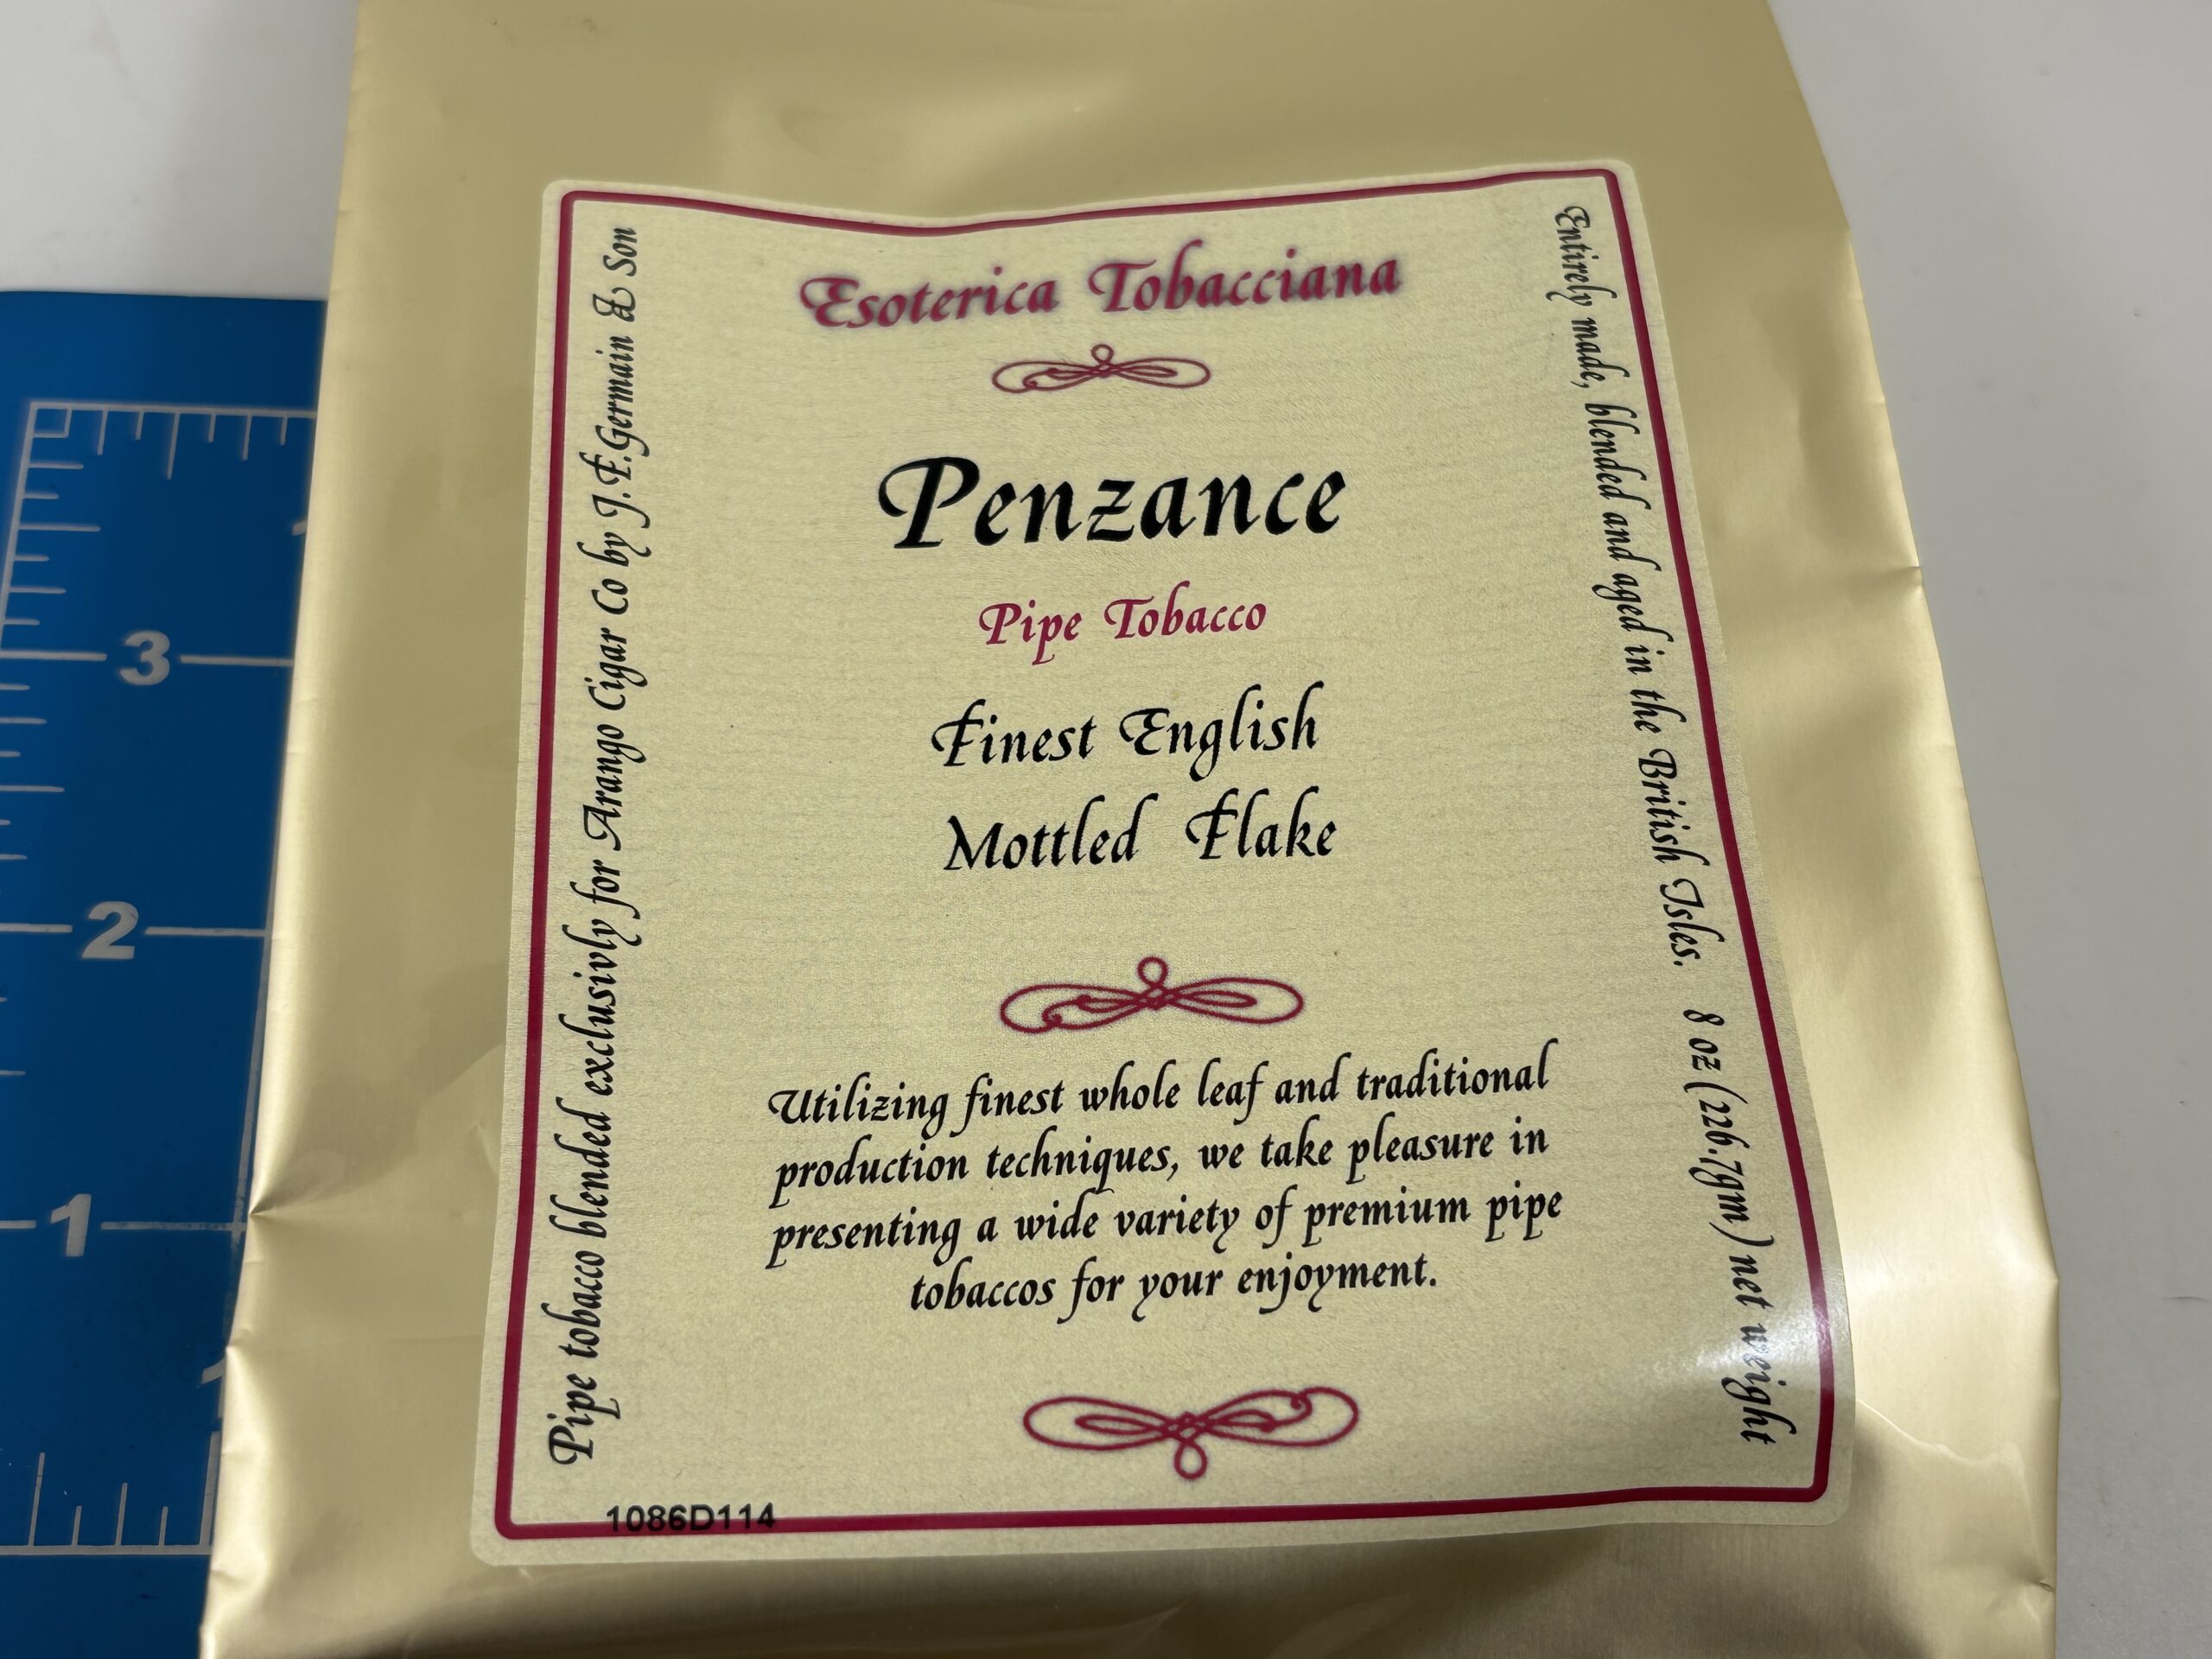 Esoterica Tobacciana
Penzance
Pipe Tobacco
Finest English
Mottled Flake
Utilizing finest whole leaf and traditional
production techniques, we take pleasure in
presenting a wide variety of premium pipe
tobaccos for your enjoyment.
Pipe tobacco blended exclusivly for Arango Cigar Co by J.F.Germain & Son
Entirely made, blended and aged in the British Isles. 8 oz (226.7gm) net weight
1086D114
3
2
1